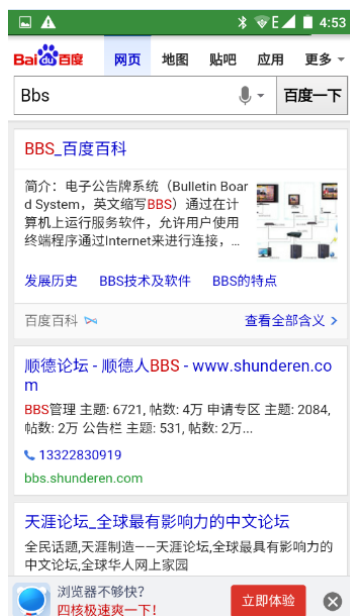 E 4:53
Bai百度 网页 地图 贴吧 应用 更多
Bbs 百度一下
BBS_百度百科
简介：电子公告牌系统（Bulletin Boar
d System，英文缩写BBS）通过在计
算机上运行服务软件，允许用户使用
终端程序通过Internet来进行连接，...
发展历史 BBS技术及软件 BBS的特点
百度百科 查看全部含义 >
顺德论坛 - 顺德人BBS - www.shunderen.co
m
BBS管理 主题: 6721, 帖数: 4万 申请专区 主题: 2084,
帖数: 2万 公告栏 主题: 531, 帖数: 2万...
13322830919
bbs.shunderen.com
天涯论坛_全球最有影响力的中文论坛
全民话题,天涯制造——天涯论坛,全球最具有影响力的
中文论坛,全球华人网上家园
浏览器不够快?
四核极速爽一下!
立即体验